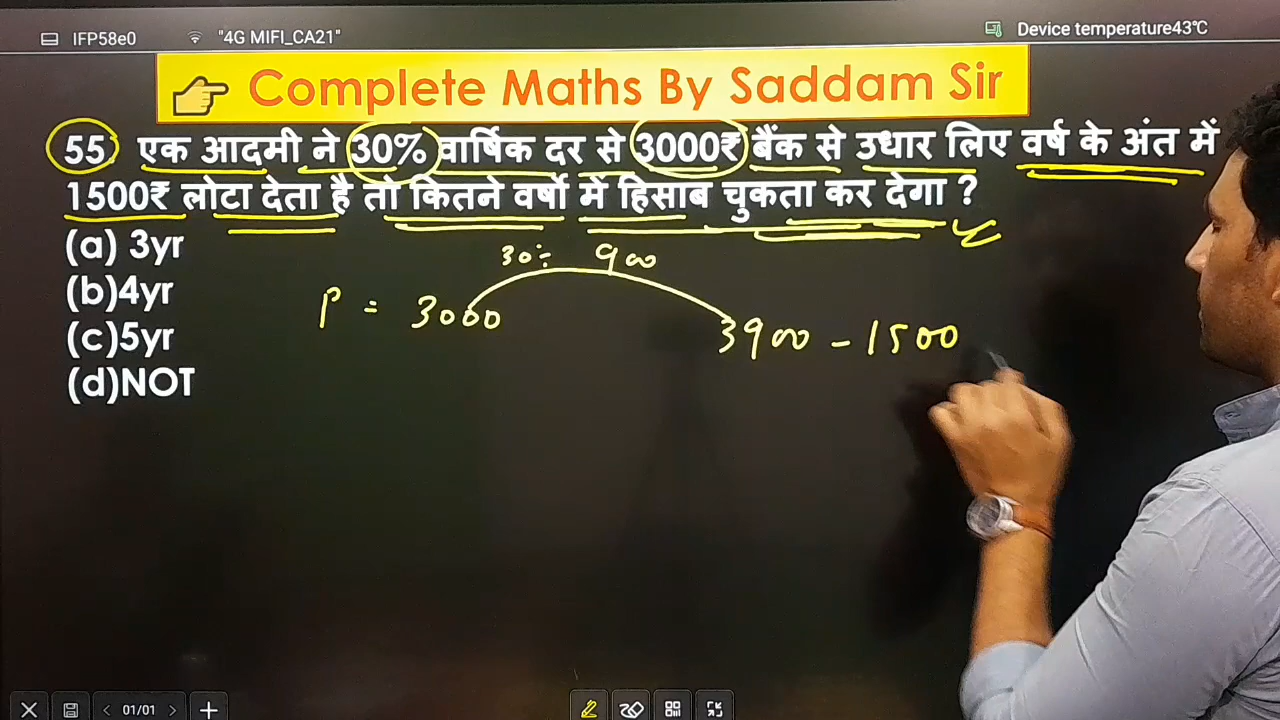 IFP58e0 "4G MIFI_CA21" Device temperature43℃
Complete Maths By Saddam Sir
55. एक आदमी ने 30% वार्षिक दर से 3000₹ बैंक से उधार लिए वर्ष के अंत में
1500₹ लोटा देता है तो कितने वर्षो में हिसाब चुकता कर देगा ?
(a) 3yr
(b)4yr
(c)5yr
(d)NOT
30% 900
P = 3000
3900 - 1500
01/01